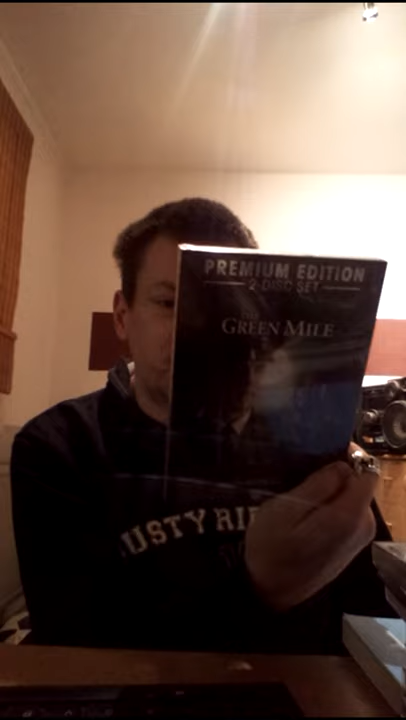 PREMIUM EDITION
2-DISC SET
THE
GREEN MILE
USTY RI